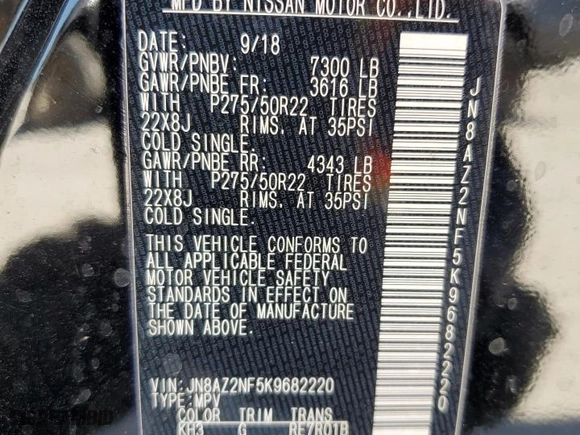 MFD BY NISSAN MOTOR CO.,LTD.
DATE: 9/18
GVWR/PNBV: 7300 LB
GAWR/PNBE FR: 3616 LB
WITH P275/50R22 TIRES
22X8J RIMS. AT 35PSI
COLD SINGLE:
GAWR/PNBE RR: 4343 LB
WITH P275/50R22 TIRES
22X8J RIMS. AT 35PSI
COLD SINGLE:
THIS VEHICLE CONFORMS TO
ALL APPLICABLE FEDERAL
MOTOR VEHICLE SAFETY
STANDARDS IN EFFECT ON
THE DATE OF MANUFACTURE
SHOWN ABOVE.
VIN: JN8AZ2NF5K9682220
TYPE: MPV
COLOR TRIM TRANS
KH3 G RE7R01B
JN8AZ2NF5K9682220